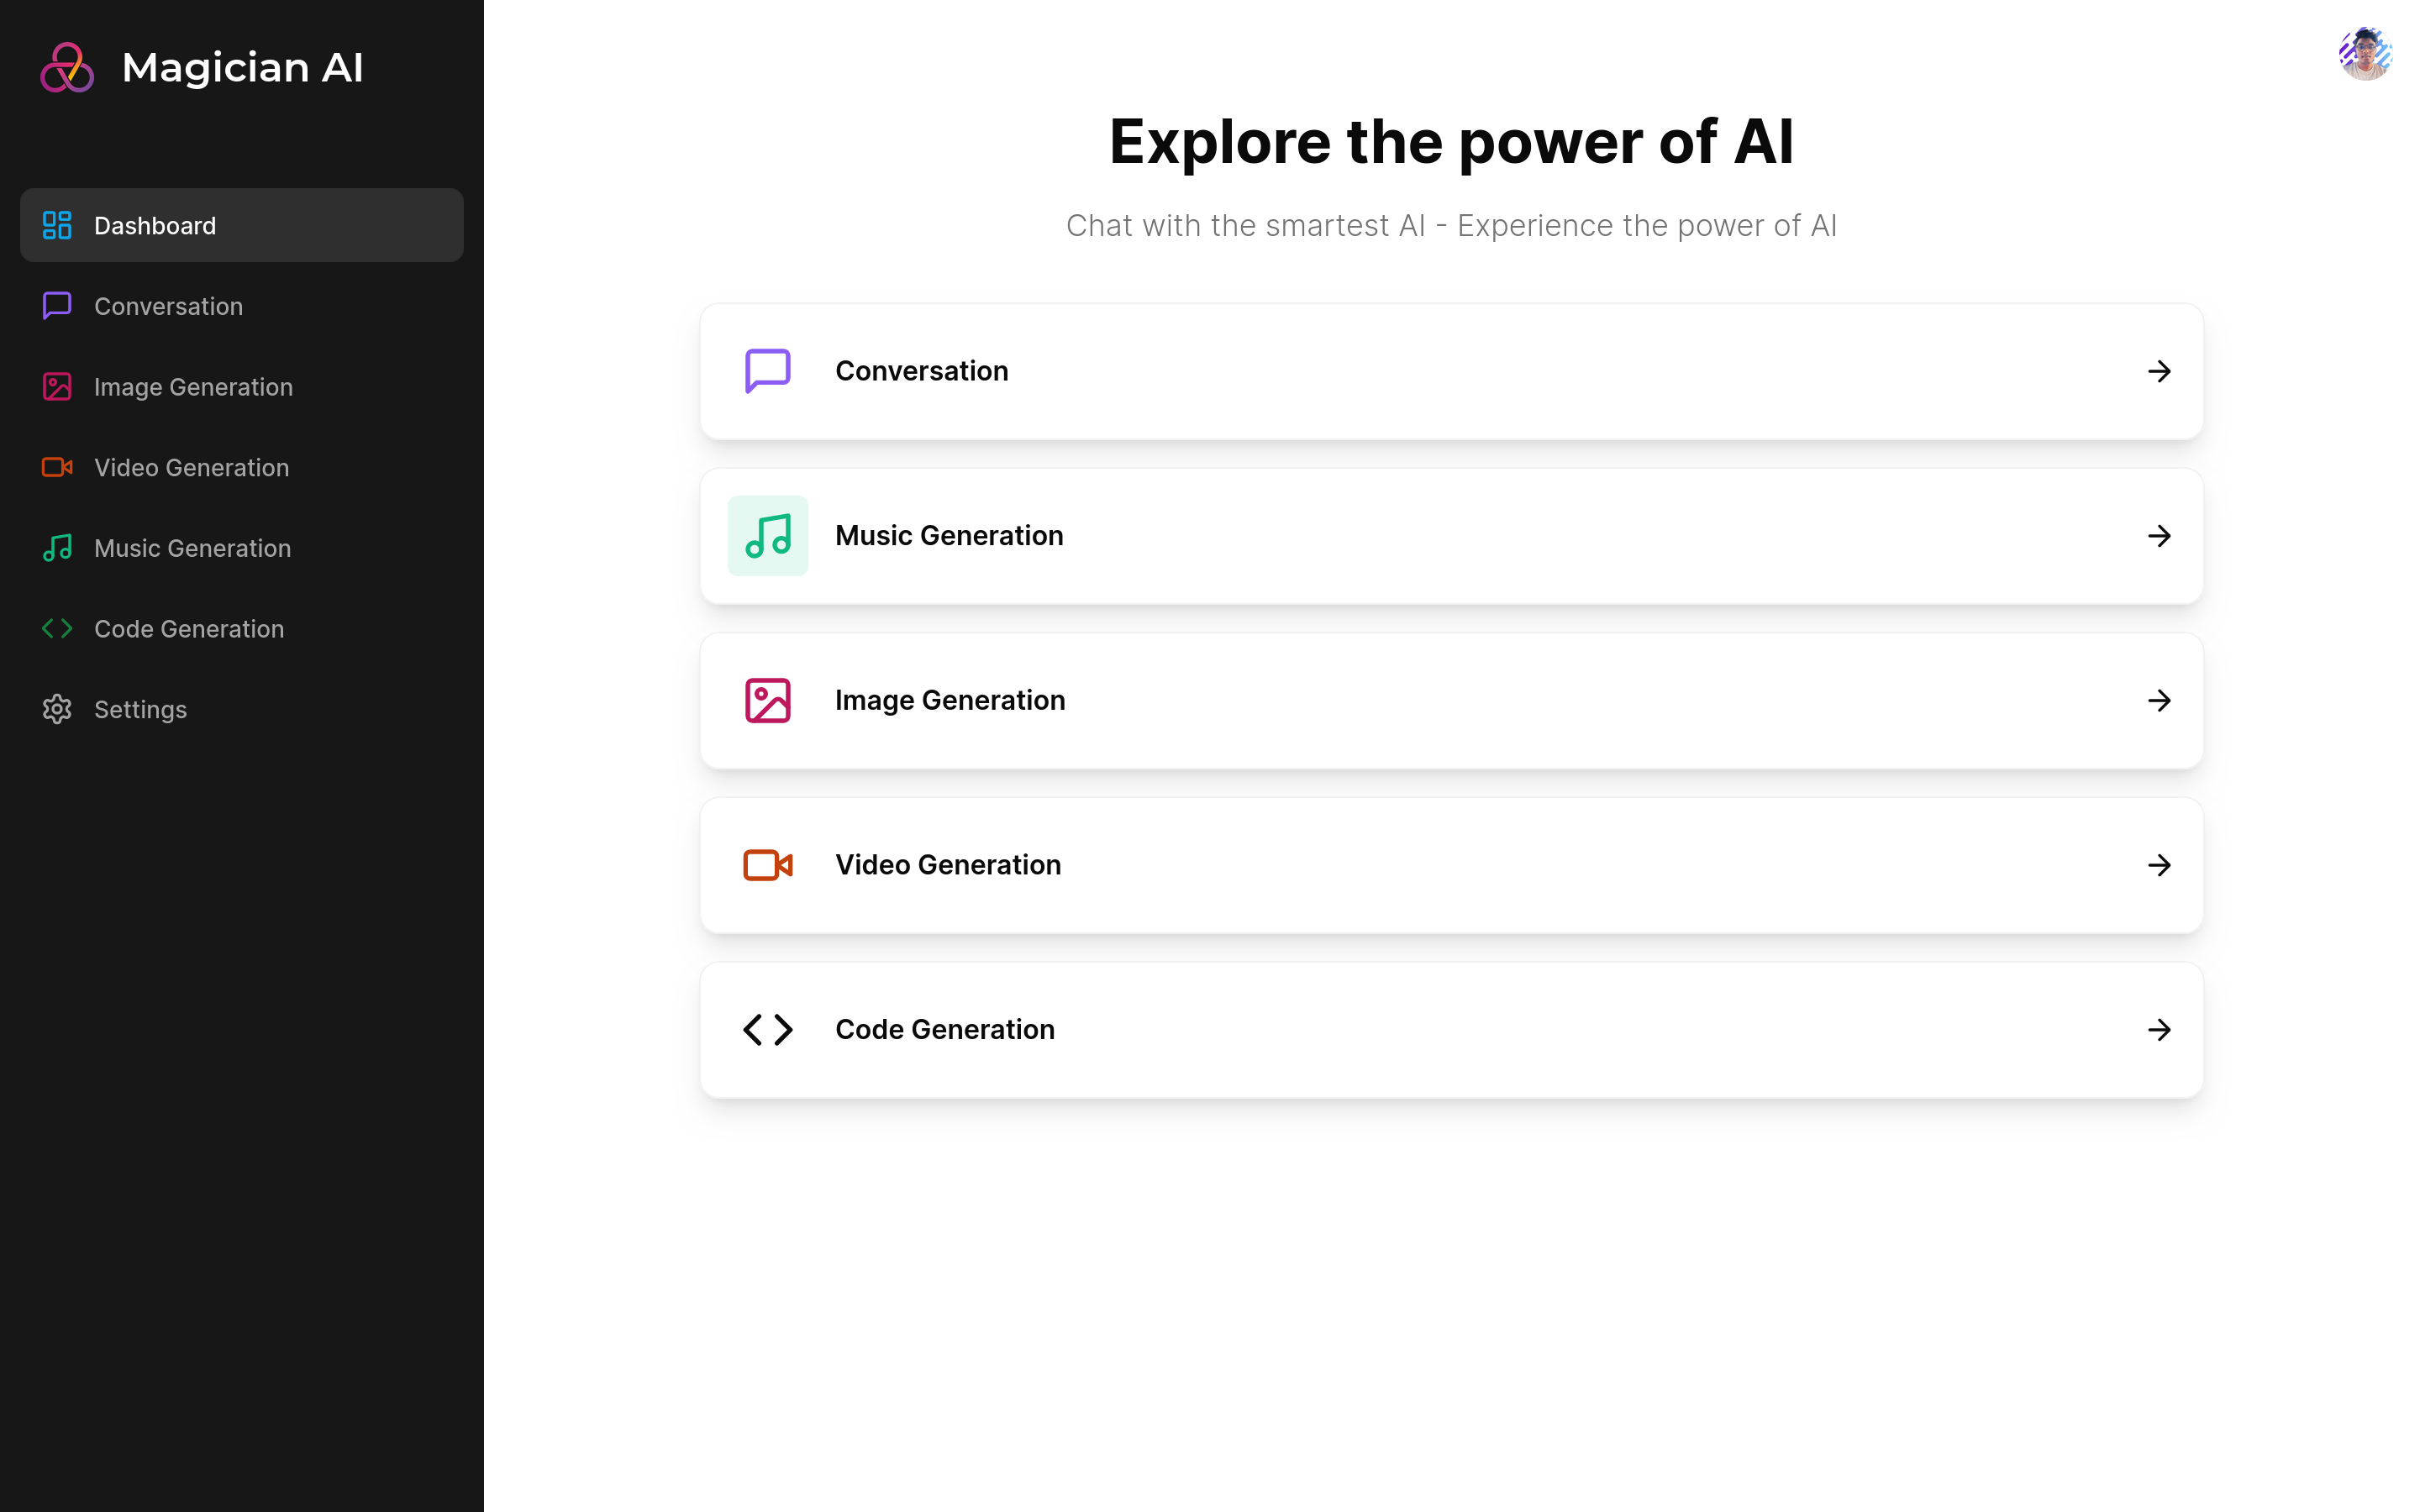 Magician AI
Dashboard
Conversation
Image Generation
Video Generation
Music Generation
Code Generation
Settings
Explore the power of AI
Chat with the smartest AI - Experience the power of AI
Conversation
Music Generation
Image Generation
Video Generation
Code Generation